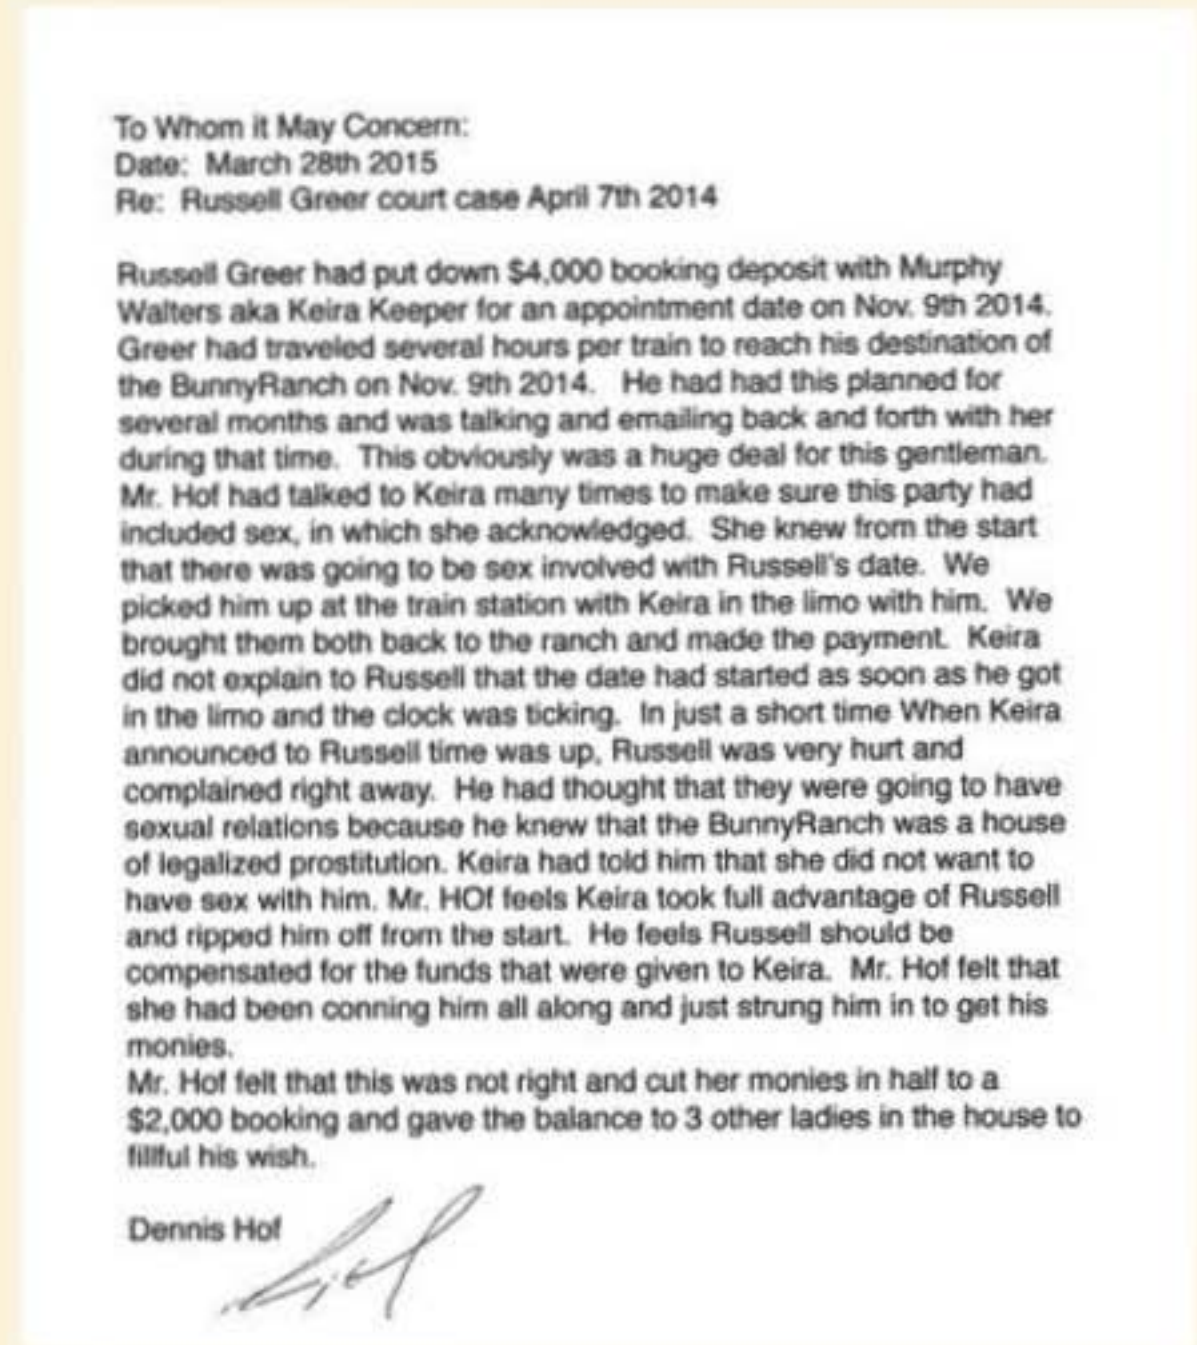 To Whom it May Concern:
Date: March 28th 2015
Re: Russell Greer court case April 7th 2014
Russell Greer had put down $4,000 booking deposit with Murphy
Walters aka Keira Keeper for an appointment date on Nov. 9th 2014.
Greer had traveled several hours per train to reach his destination of
the BunnyRanch on Nov. 9th 2014. He had had this planned for
several months and was talking and emailing back and forth with her
during that time. This obviously was a huge deal for this gentleman.
Mr. Hof had talked to Keira many times to make sure this party had
included sex, in which she acknowledged. She knew from the start
that there was going to be sex involved with Russell's date. We
picked him up at the train station with Keira in the limo with him. We
brought them both back to the ranch and made the payment. Keira
did not explain to Russell that the date had started as soon as he got
in the limo and the clock was ticking. In just a short time When Keira
announced to Russell time was up, Russell was very hurt and
complained right away. He had thought that they were going to have
sexual relations because he knew that the BunnyRanch was a house
of legalized prostitution. Keira had told him that she did not want to
have sex with him. Mr. HOf feels Keira took full advantage of Russell
and ripped him off from the start. He feels Russell should be
compensated for the funds that were given to Keira. Mr. Hof felt that
she had been conning him all along and just strung him in to get his
monies.
Mr. Hof felt that this was not right and cut her monies in half to a
$2,000 booking and gave the balance to 3 other ladies in the house to
fillful his wish.
Dennis Hof